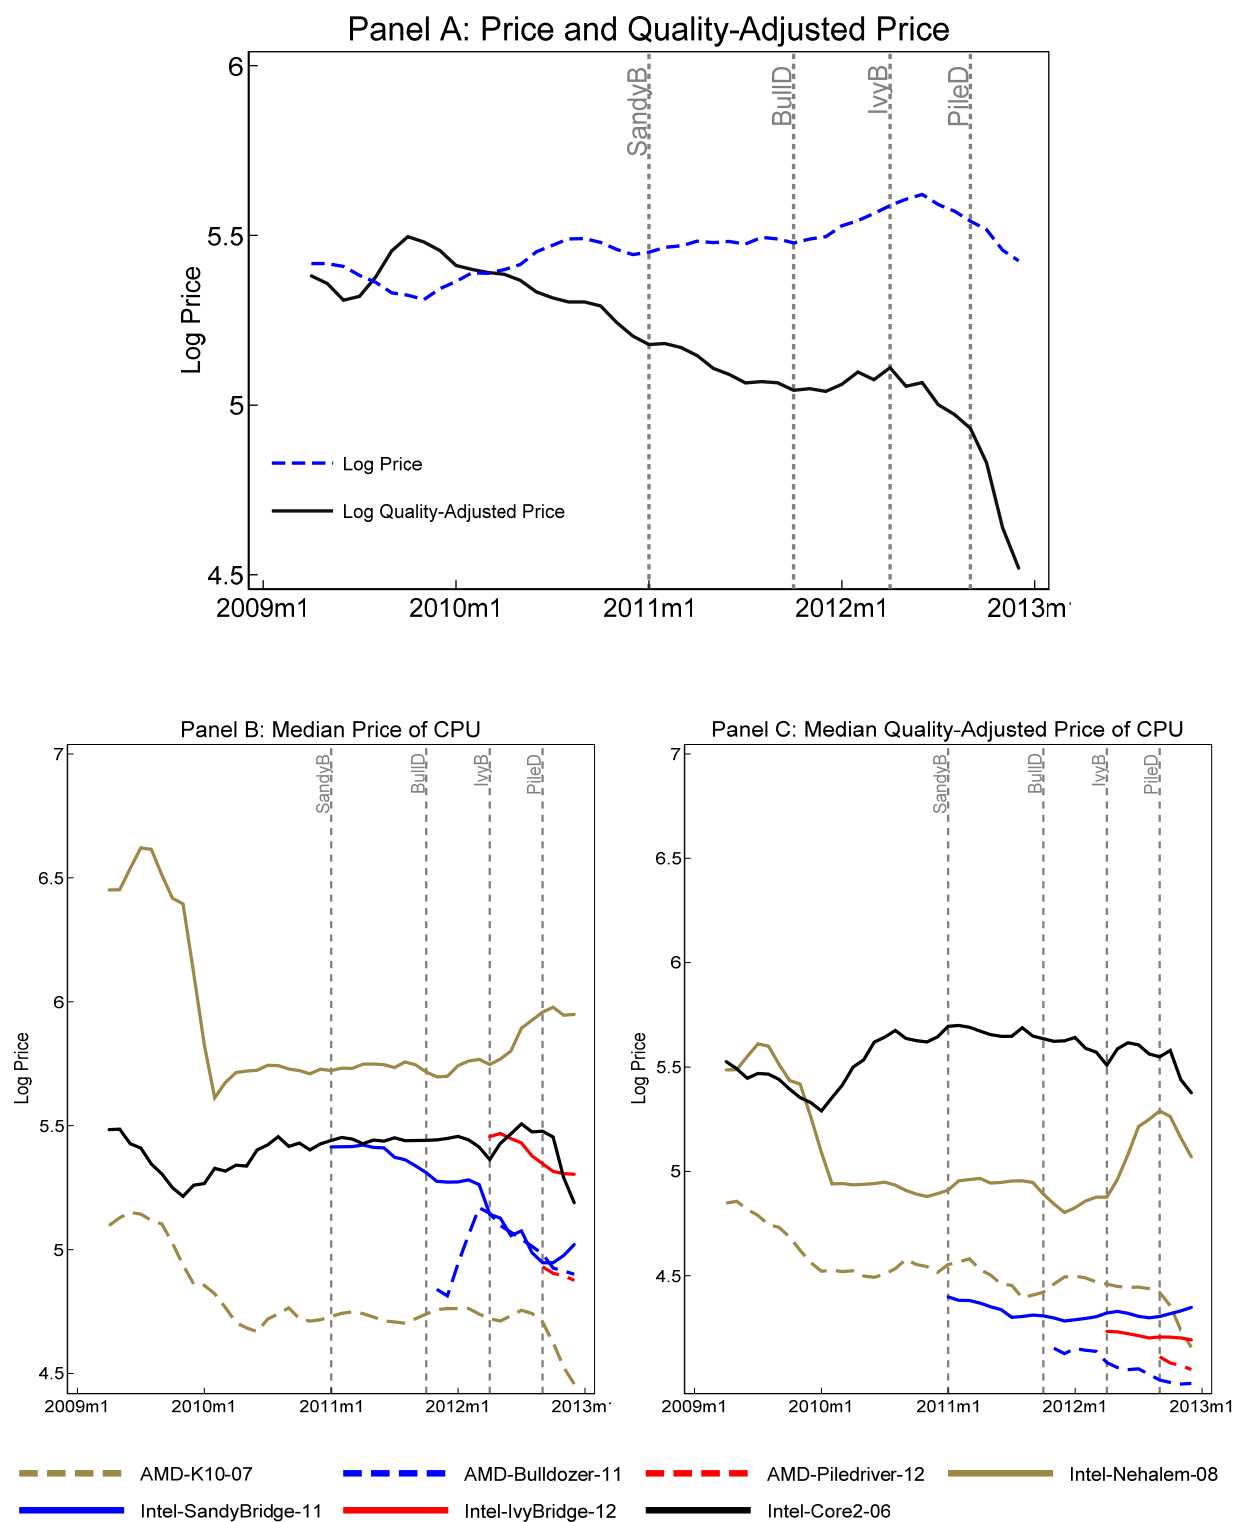 Panel A: Price and Quality-Adjusted Price
6
5.5
5
4.5
Log Price
SandyB
BullD
IvyB
PileD
Log Price
Log Quality-Adjusted Price
2009m1
2010m1
2011m1
2012m1
2013m1
Panel B: Median Price of CPU
7
6.5
6
5.5
5
4.5
Log Price
SandyB
BullD
IvyB
PileD
2009m1
2010m1
2011m1
2012m1
2013m1
Panel C: Median Quality-Adjusted Price of CPU
7
6.5
6
5.5
5
4.5
Log Price
SandyB
BullD
IvyB
PileD
2009m1
2010m1
2011m1
2012m1
2013m1
AMD-K10-07
AMD-Bulldozer-11
AMD-Piledriver-12
Intel-Nehalem-08
Intel-SandyBridge-11
Intel-IvyBridge-12
Intel-Core2-06